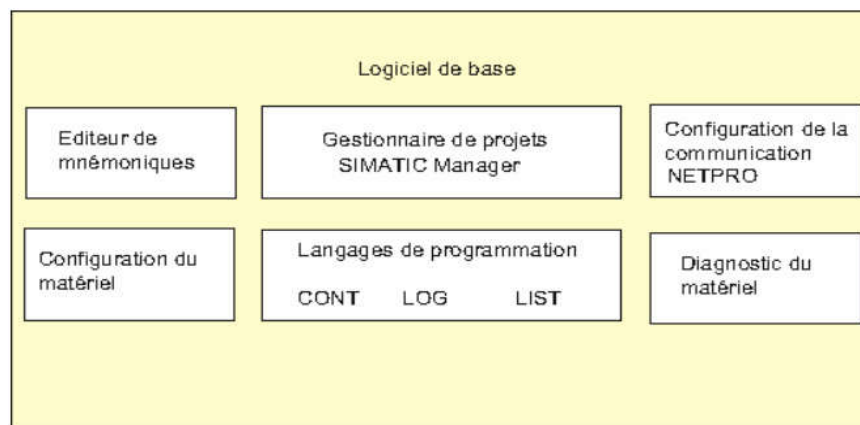 Logiciel de base
Editeur de
mnémoniques
Gestionnaire de projets
SIMATIC Manager
Configuration de la
communication
NETPRO
Configuration du
matériel
Langages de programmation
CONT LOG LIST
Diagnostic du
matériel